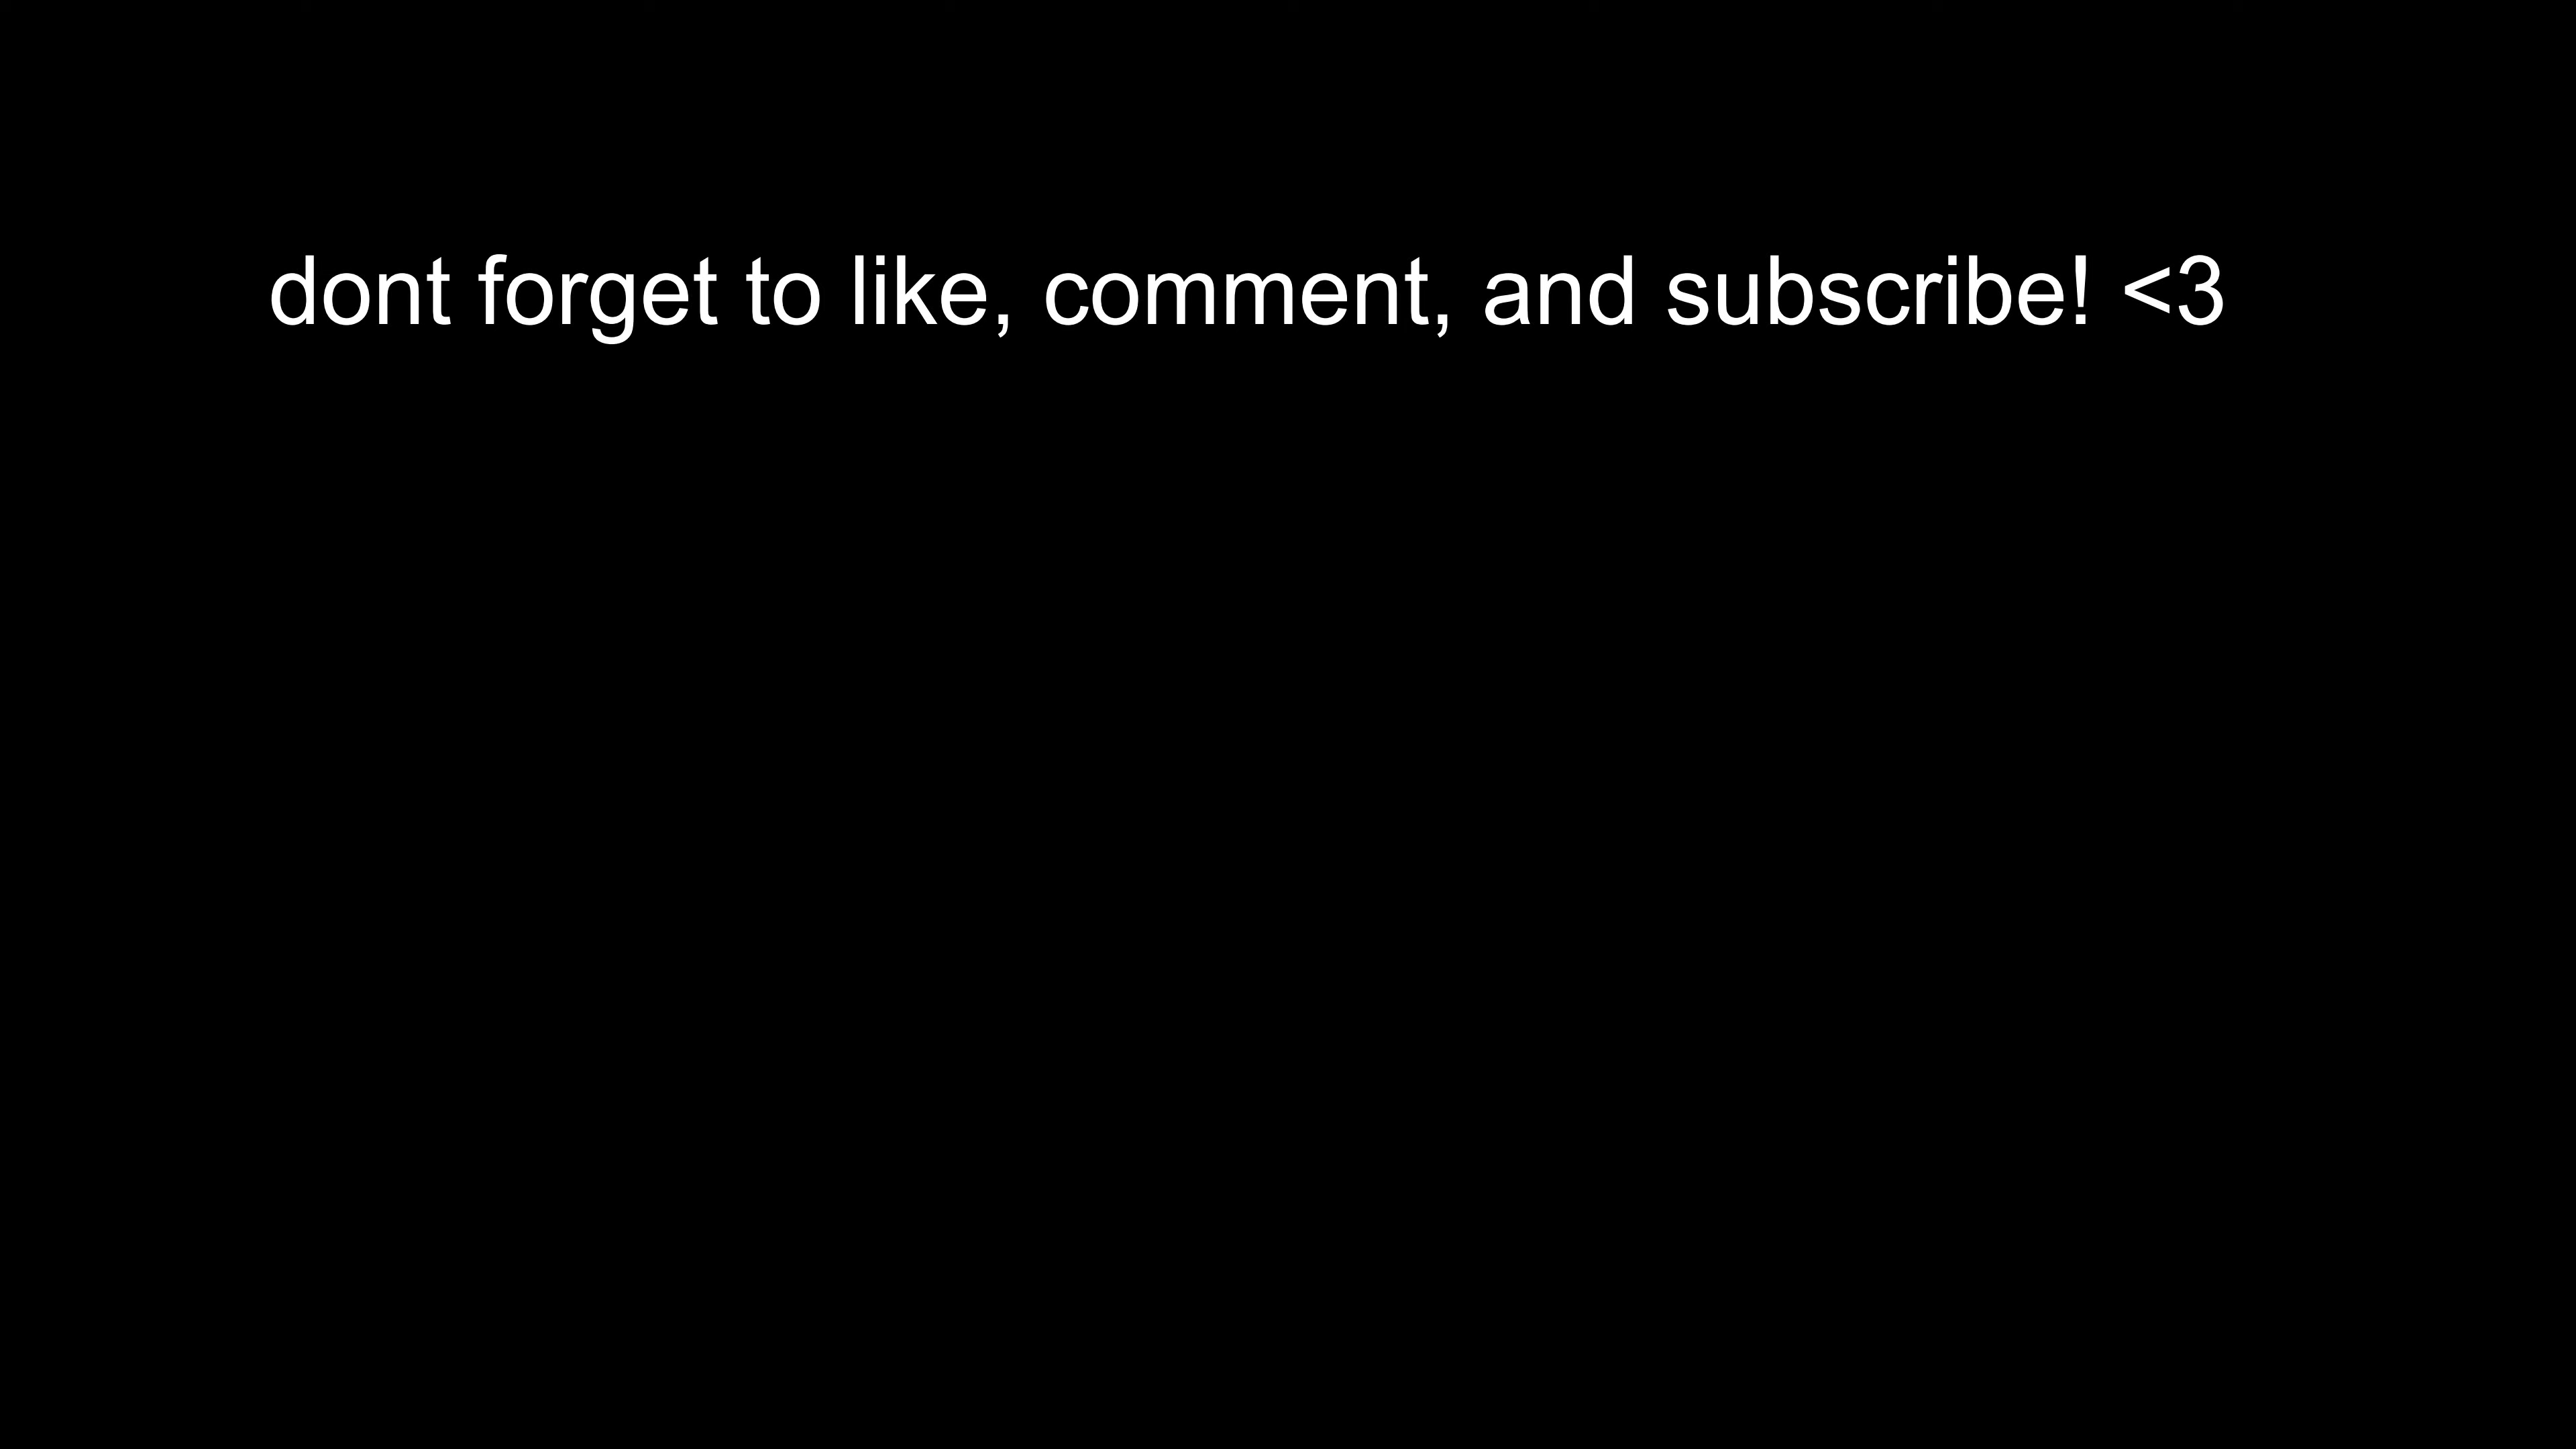 dont forget to like, comment, and subscribe! <3